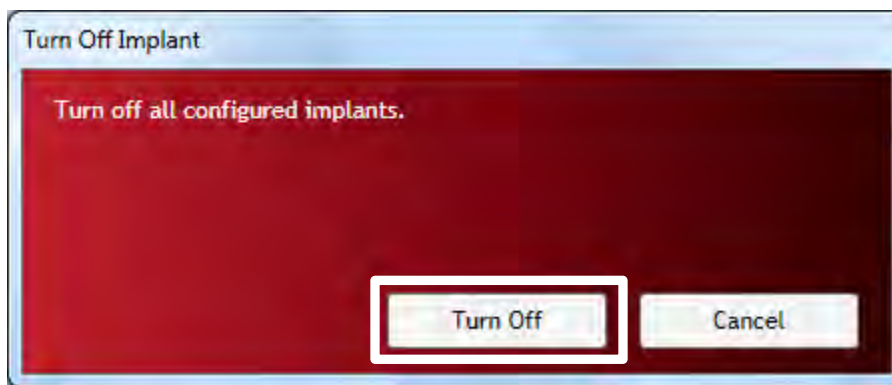 Turn Off Implant
Turn off all configured implants.
Turn Off
Cancel